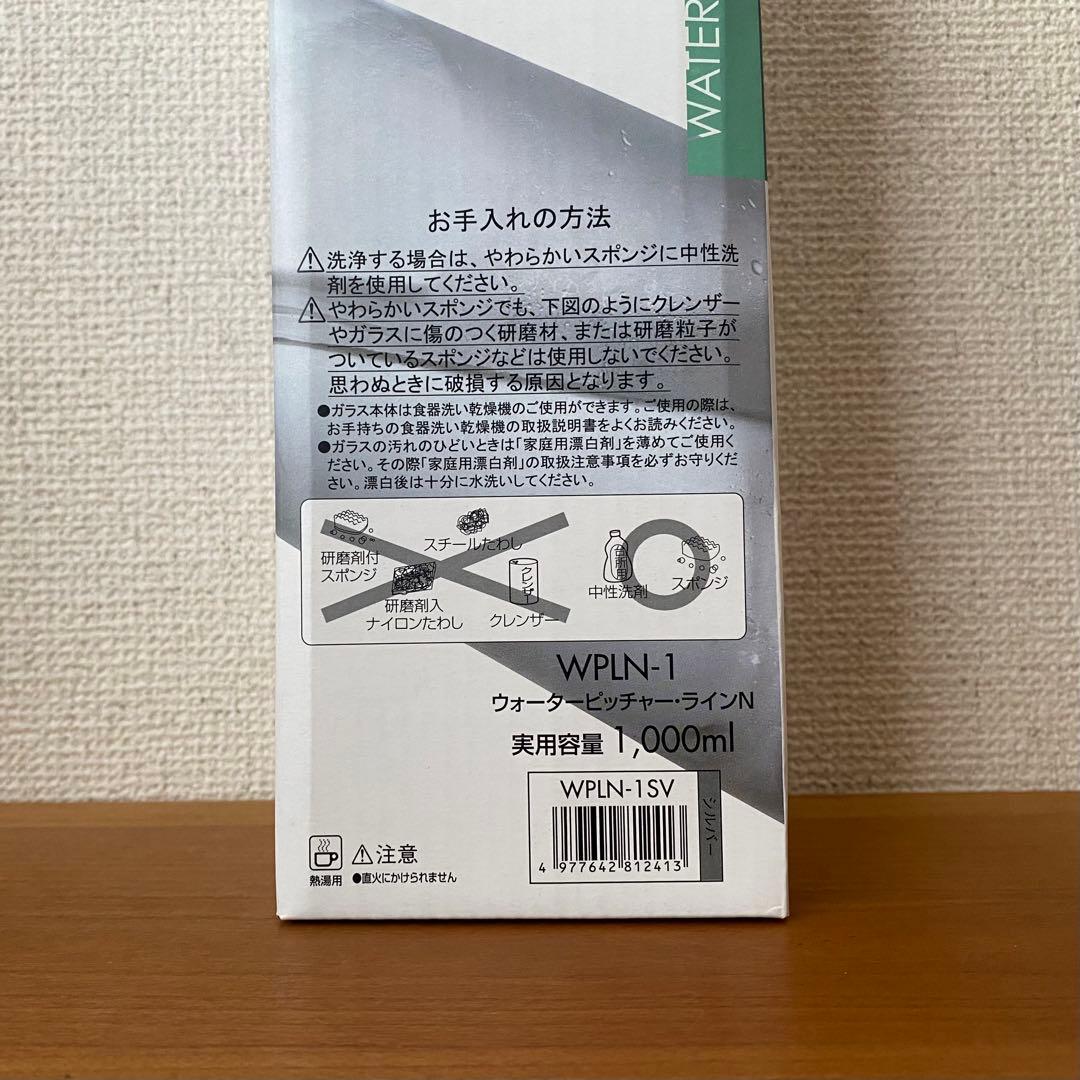 WATER
お手入れの方法
⚠洗浄する場合は、やわらかいスポンジに中性洗
剤を使用してください。
⚠やわらかいスポンジでも、下図のようにクレンザー
やガラスに傷のつく研磨材、または研磨粒子が
ついているスポンジなどは使用しないでください。
思わぬときに破損する原因となります。
●ガラス本体は食器洗い乾燥機のご使用ができます。ご使用の際は、
お手持ちの食器洗い乾燥機の取扱説明書をよくお読みください。
●ガラスの汚れのひどいときは「家庭用漂白剤」を薄めてご使用く
ださい。その際「家庭用漂白剤」の取扱注意事項を必ずお守りくだ
さい。漂白後は十分に水洗いしてください。
研磨剤付
スポンジ
スチールたわし
研磨剤入
ナイロンたわし
クレンザー
クレンザー
台所用
中性洗剤
スポンジ
WPLN-1
ウォーターピッチャー・ラインN
実用容量 1,000ml
WPLN-1SV
シルバー
4 977642 812413
熱湯用
⚠注意
●直火にかけられません